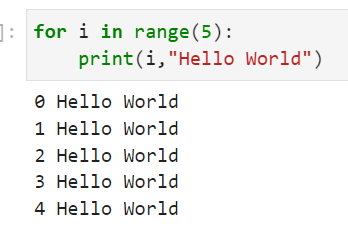 ]:
for i in range(5):
    print(i,"Hello World")
0 Hello World
1 Hello World
2 Hello World
3 Hello World
4 Hello World